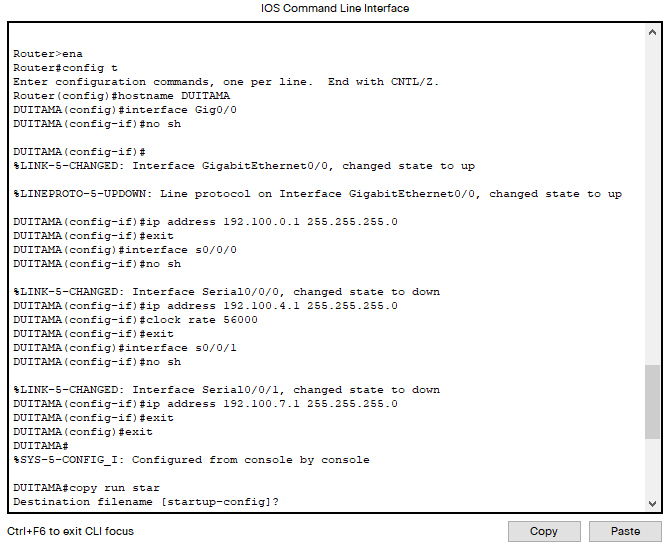 IOS Command Line Interface
Router>ena
Router#config t
Enter configuration commands, one per line.  End with CNTL/Z.
Router(config)#hostname DUITAMA
DUITAMA(config)#interface Gig0/0
DUITAMA(config-if)#no sh
DUITAMA(config-if)#
%LINK-5-CHANGED: Interface GigabitEthernet0/0, changed state to up
%LINEPROTO-5-UPDOWN: Line protocol on Interface GigabitEthernet0/0, changed state to up
DUITAMA(config-if)#ip address 192.100.0.1 255.255.255.0
DUITAMA(config-if)#exit
DUITAMA(config)#interface s0/0/0
DUITAMA(config-if)#no sh
%LINK-5-CHANGED: Interface Serial0/0/0, changed state to down
DUITAMA(config-if)#ip address 192.100.4.1 255.255.255.0
DUITAMA(config-if)#clock rate 56000
DUITAMA(config-if)#exit
DUITAMA(config)#interface s0/0/1
DUITAMA(config-if)#no sh
%LINK-5-CHANGED: Interface Serial0/0/1, changed state to down
DUITAMA(config-if)#ip address 192.100.7.1 255.255.255.0
DUITAMA(config-if)#exit
DUITAMA(config)#exit
DUITAMA#
%SYS-5-CONFIG_I: Configured from console by console
DUITAMA#copy run star
Destination filename [startup-config]?
Ctrl+F6 to exit CLI focus
Copy
Paste